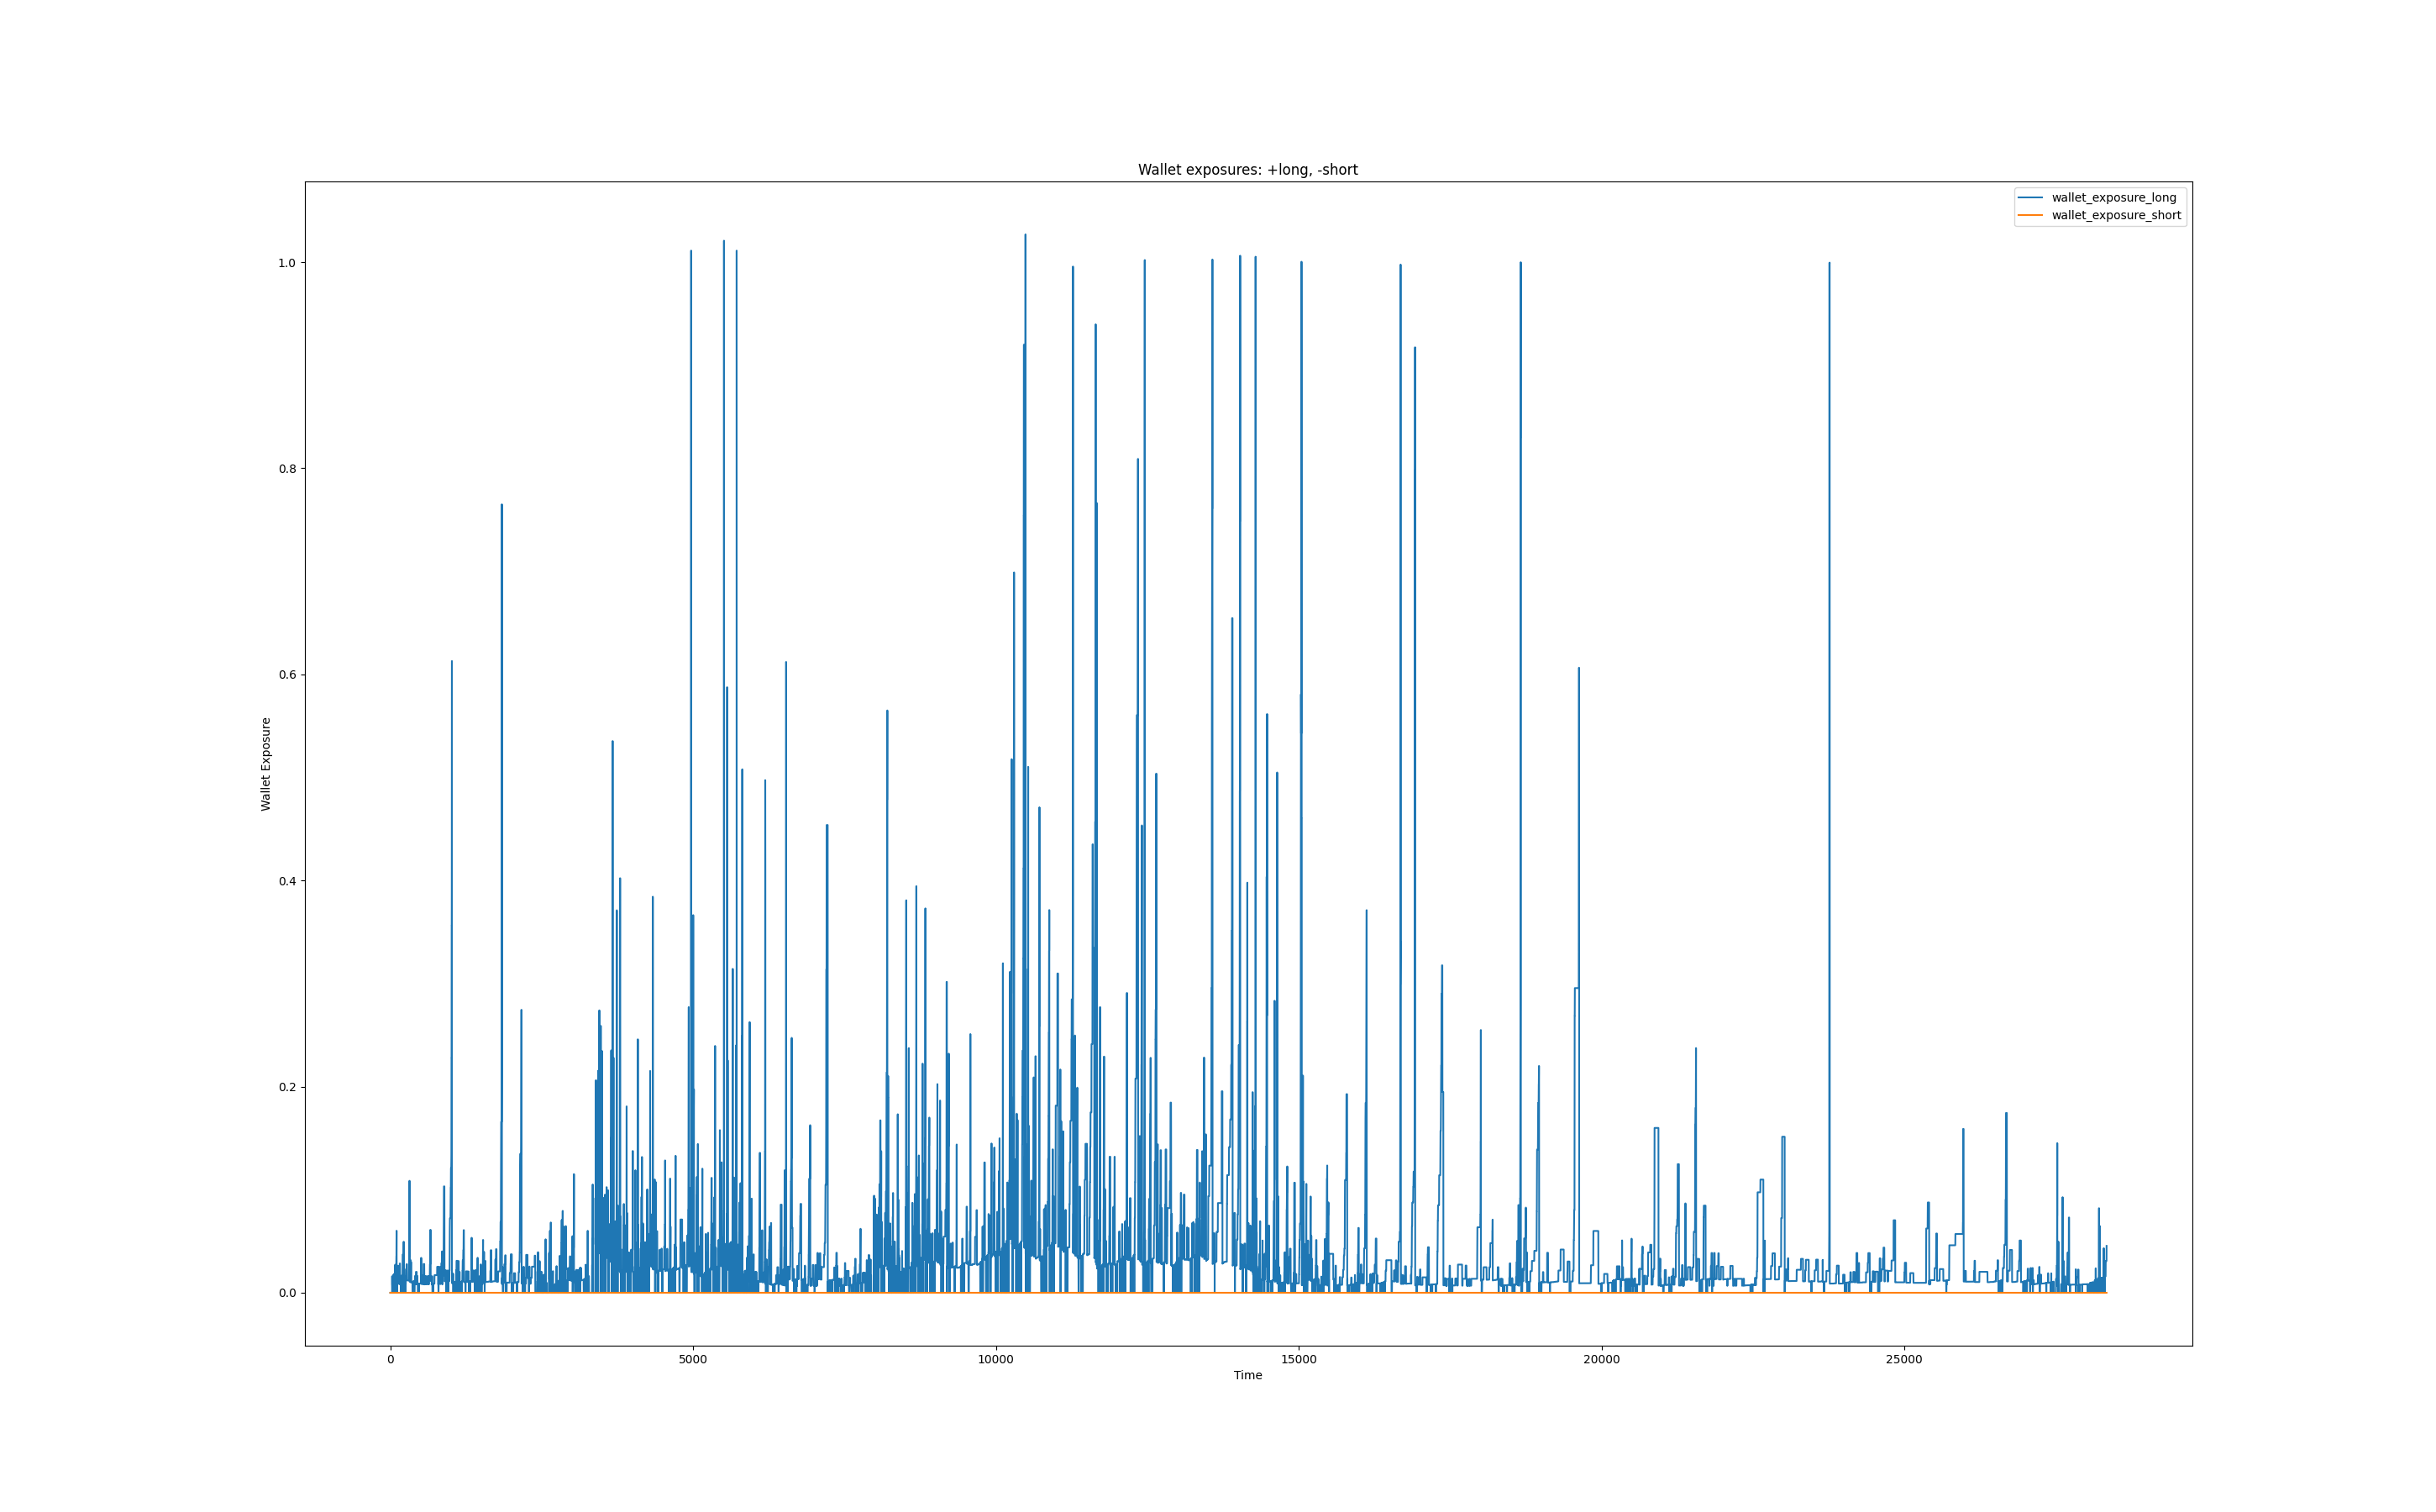 Wallet exposures: +long, -short
wallet_exposure_long
wallet_exposure_short
1.0
0.8
0.6
0.4
0.2
0.0
Wallet Exposure
0 5000 10000 15000 20000 25000
Time